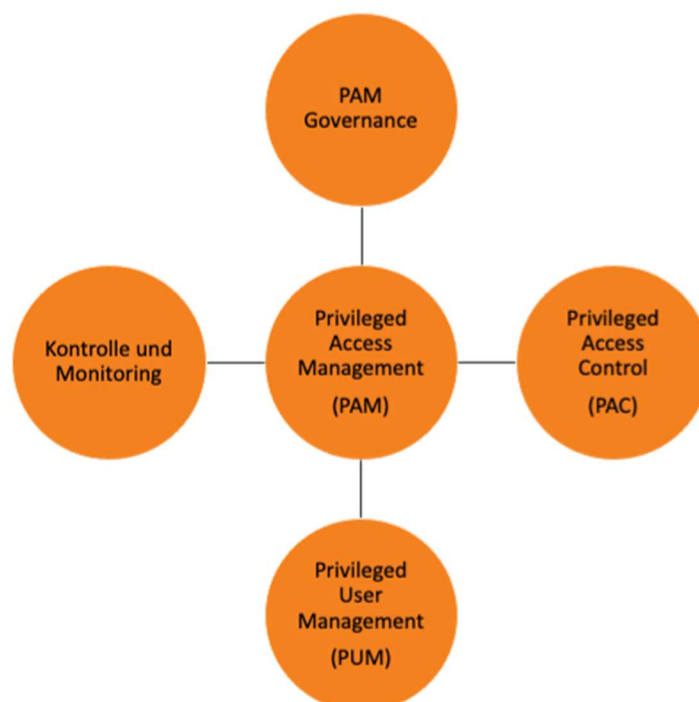 PAM
Governance
Kontrolle und
Monitoring
Privileged
Access
Management
(PAM)
Privileged
Access
Control
(PAC)
Privileged
User
Management
(PUM)